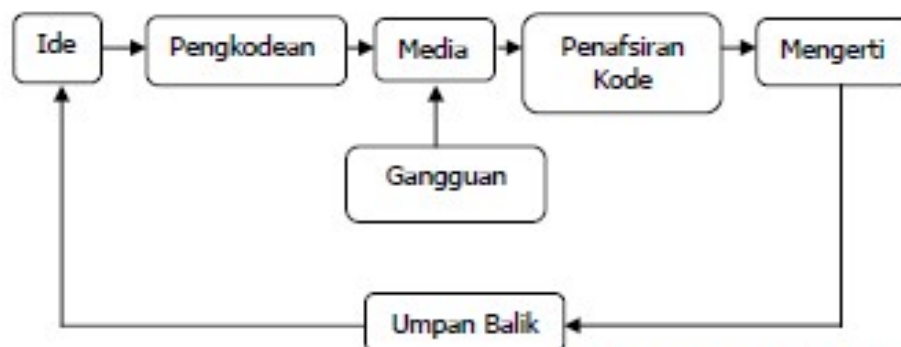 Ide
Pengkodean
Media
Penafsiran
Kode
Mengerti
Gangguan
Umpan Balik